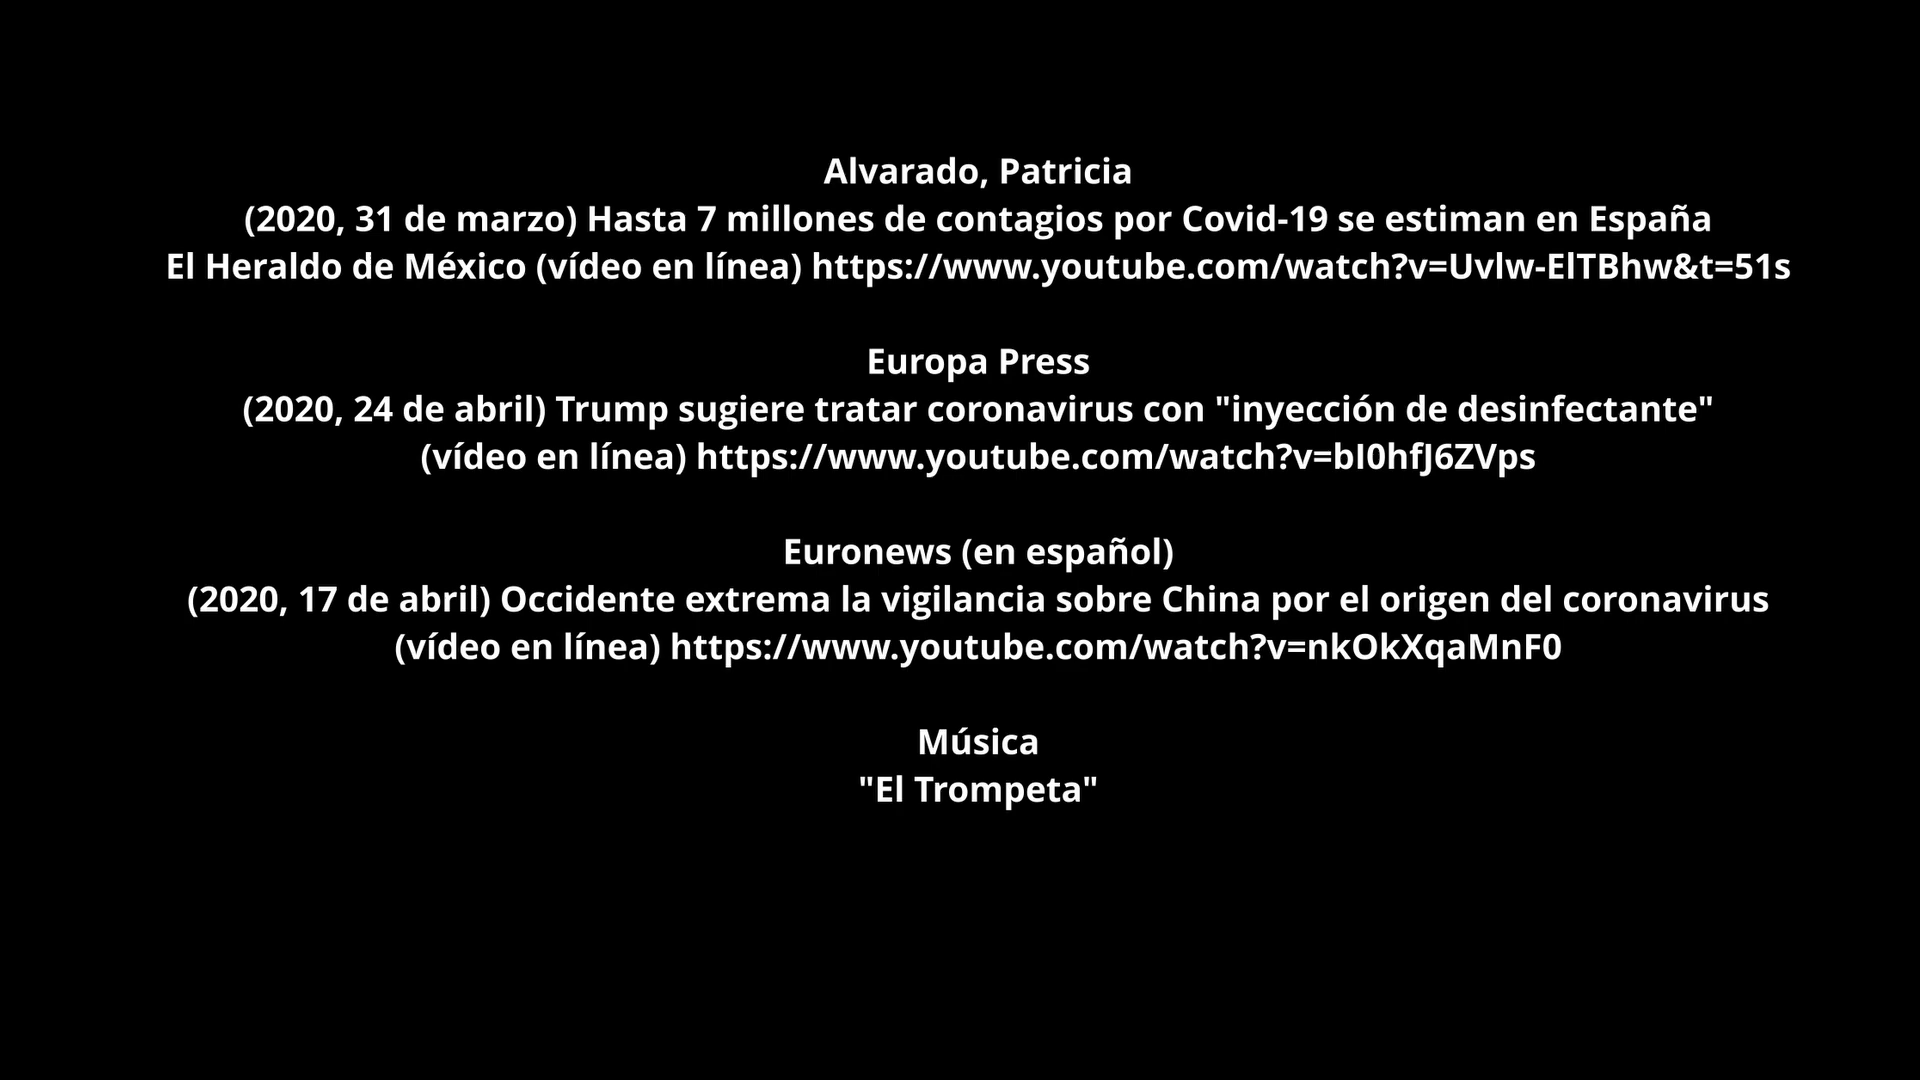 Alvarado, Patricia
(2020, 31 de marzo) Hasta 7 millones de contagios por Covid-19 se estiman en España
El Heraldo de México (vídeo en línea) https://www.youtube.com/watch?v=Uvlw-ElTBhw&t=51s
Europa Press
(2020, 24 de abril) Trump sugiere tratar coronavirus con "inyección de desinfectante"
(vídeo en línea) https://www.youtube.com/watch?v=bI0hfJ6ZVps
Euronews (en español)
(2020, 17 de abril) Occidente extrema la vigilancia sobre China por el origen del coronavirus
(vídeo en línea) https://www.youtube.com/watch?v=nkOkXqaMnF0
Música
"El Trompeta"